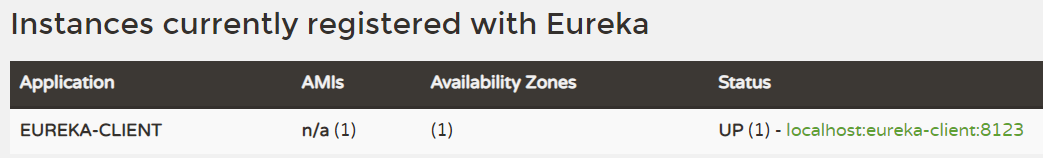 Instances currently registered with Eureka
Application AMIs Availability Zones Status
EUREKA-CLIENT n/a (1) (1) UP (1) - localhost:eureka-client:8123